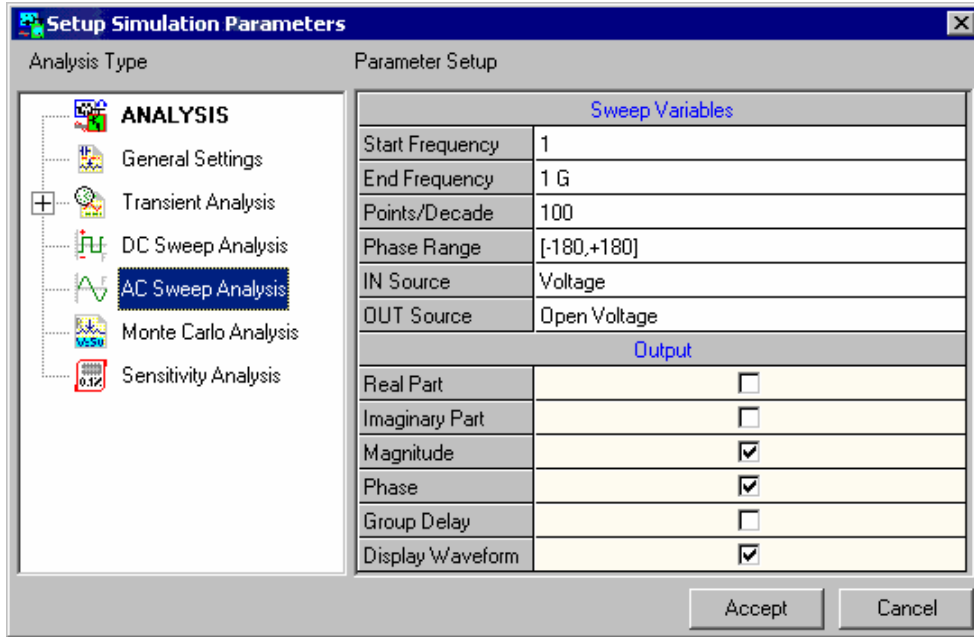 Setup Simulation Parameters
Analysis Type
Parameter Setup
ANALYSIS
General Settings
Transient Analysis
DC Sweep Analysis
AC Sweep Analysis
Monte Carlo Analysis
Sensitivity Analysis
Sweep Variables
Start Frequency 1
End Frequency 1 G
Points/Decade 100
Phase Range [-180,+180]
IN Source Voltage
OUT Source Open Voltage
Output
Real Part
Imaginary Part
Magnitude
Phase
Group Delay
Display Waveform
Accept Cancel